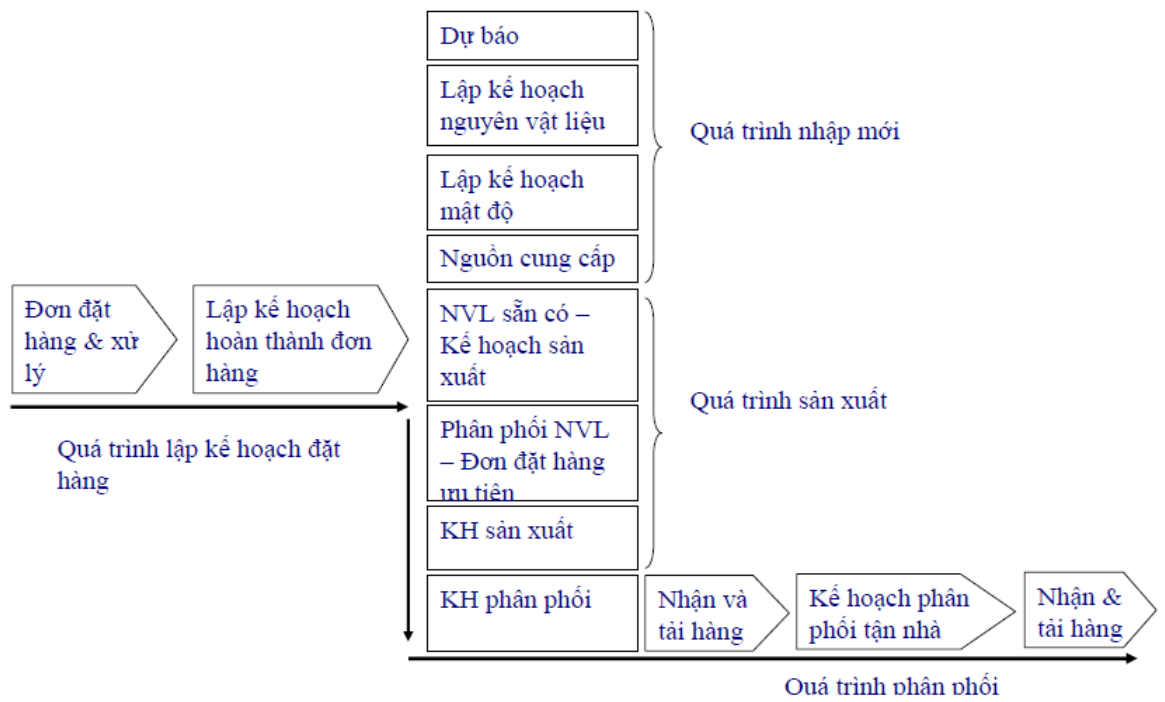 Dự báo
Lập kế hoạch
nguyên vật liệu
Quá trình nhập mới
Lập kế hoạch
mật độ
Nguồn cung cấp
Đơn đặt
hàng & xử
lý
Lập kế hoạch
hoàn thành đơn
hàng
NVL sẵn có –
Kế hoạch sản
xuất
Quá trình sản xuất
Quá trình lập kế hoạch đặt
hàng
Phân phối NVL
– Đơn đặt hàng
ưu tiên
KH sản xuất
KH phân phối
Nhận và
tải hàng
Kế hoạch phân
phối tận nhà
Nhận &
tải hàng
Quá trình phân phối